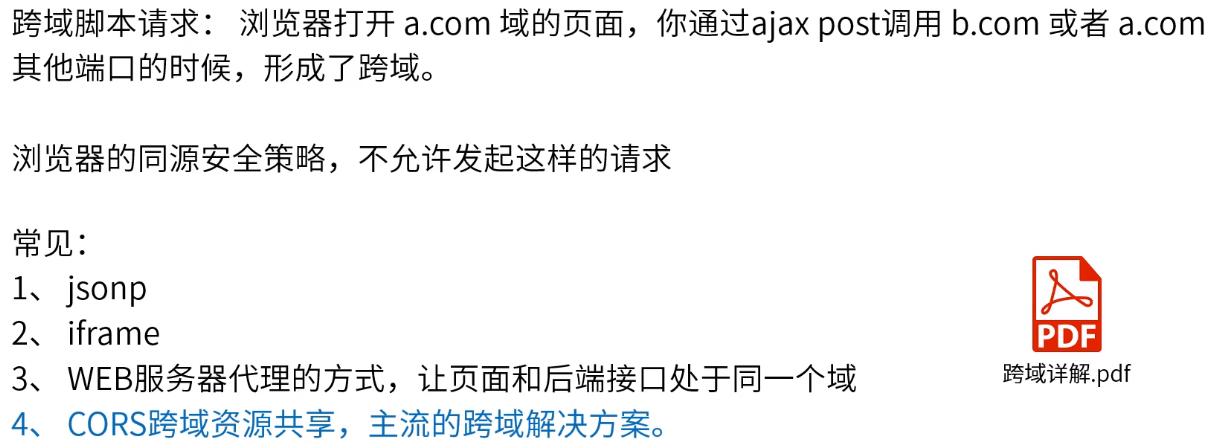 跨域脚本请求： 浏览器打开 a.com 域的页面，你通过ajax post调用 b.com 或者 a.com
其他端口的时候，形成了跨域。
浏览器的同源安全策略，不允许发起这样的请求
常见：
1、 jsonp
2、 iframe
3、 WEB服务器代理的方式，让页面和后端接口处于同一个域
4、 CORS跨域资源共享，主流的跨域解决方案。
PDF
跨域详解.pdf